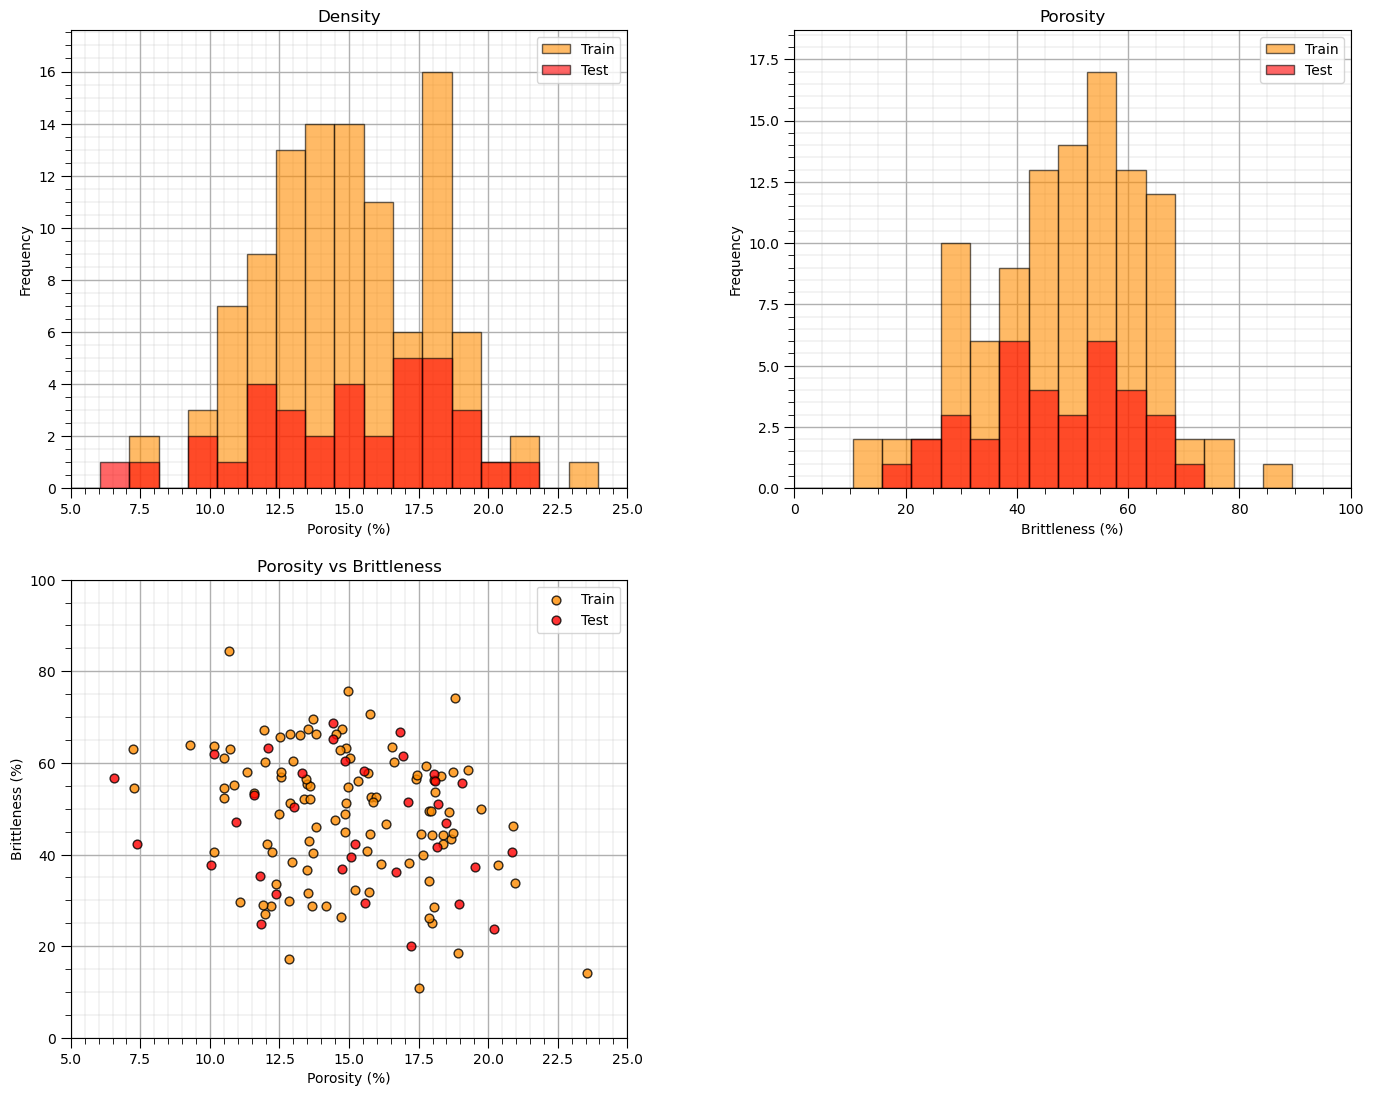 Density
Train
Test
Frequency
16
14
12
10
8
6
4
2
0
5.0 7.5 10.0 12.5 15.0 17.5 20.0 22.5 25.0
Porosity (%)
Porosity
Train
Test
Frequency
17.5
15.0
12.5
10.0
7.5
5.0
2.5
0.0
0 20 40 60 80 100
Brittleness (%)
Porosity vs Brittleness
Train
Test
Brittleness (%)
100
80
60
40
20
0
5.0 7.5 10.0 12.5 15.0 17.5 20.0 22.5 25.0
Porosity (%)